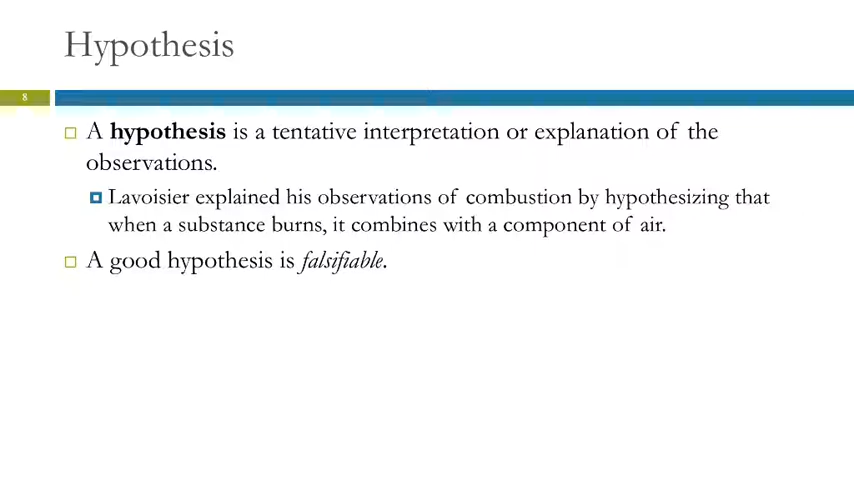 Hypothesis
8
A hypothesis is a tentative interpretation or explanation of the
observations.
Lavoisier explained his observations of combustion by hypothesizing that
when a substance burns, it combines with a component of air.
A good hypothesis is falsifiable.